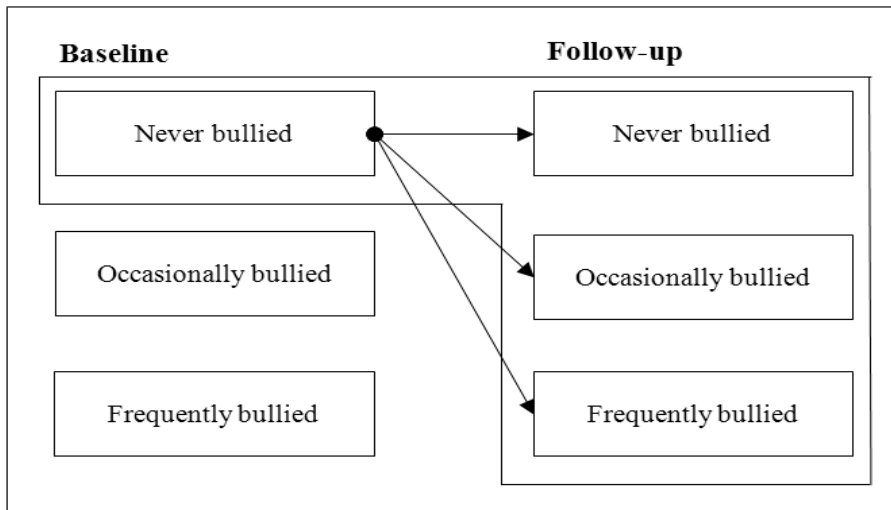 Baseline
Follow-up
Never bullied
Never bullied
Occasionally bullied
Occasionally bullied
Frequently bullied
Frequently bullied